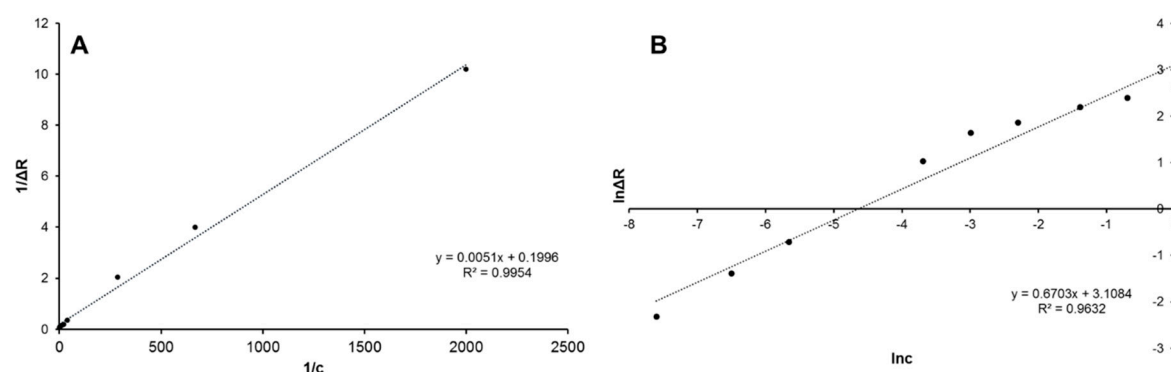 A
12
10
8
6
4
2
0
0 500 1000 1500 2000 2500
1/ΔR
1/c
y = 0.0051x + 0.1996
R² = 0.9954
B
4
3
2
1
0
-1
-2
-3
-8 -7 -6 -5 -4 -3 -2 -1
lnΔR
lnc
y = 0.6703x + 3.1084
R² = 0.9632